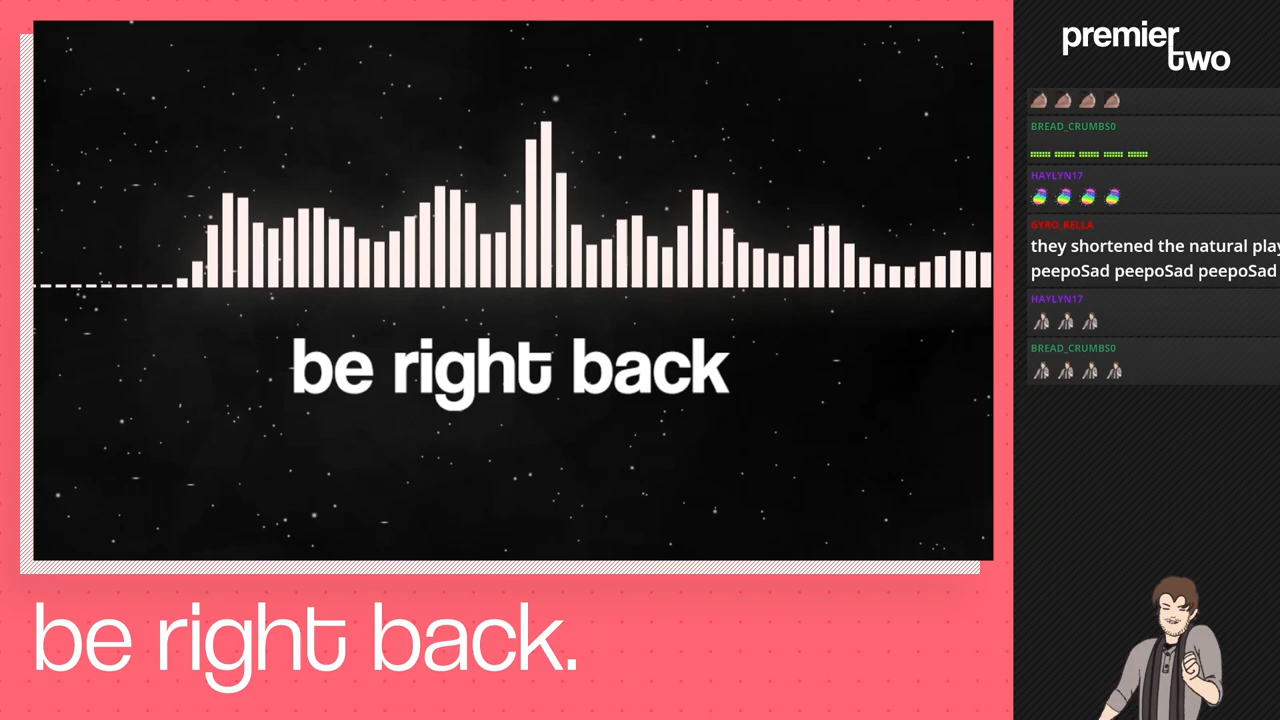 premier
two
BREAD_CRUMBS0
HAYLYN17
GYRO_RELLA
they shortened the natural play
peepoSad peepoSad peepoSad
HAYLYN17
BREAD_CRUMBS0
be right back
be right back.